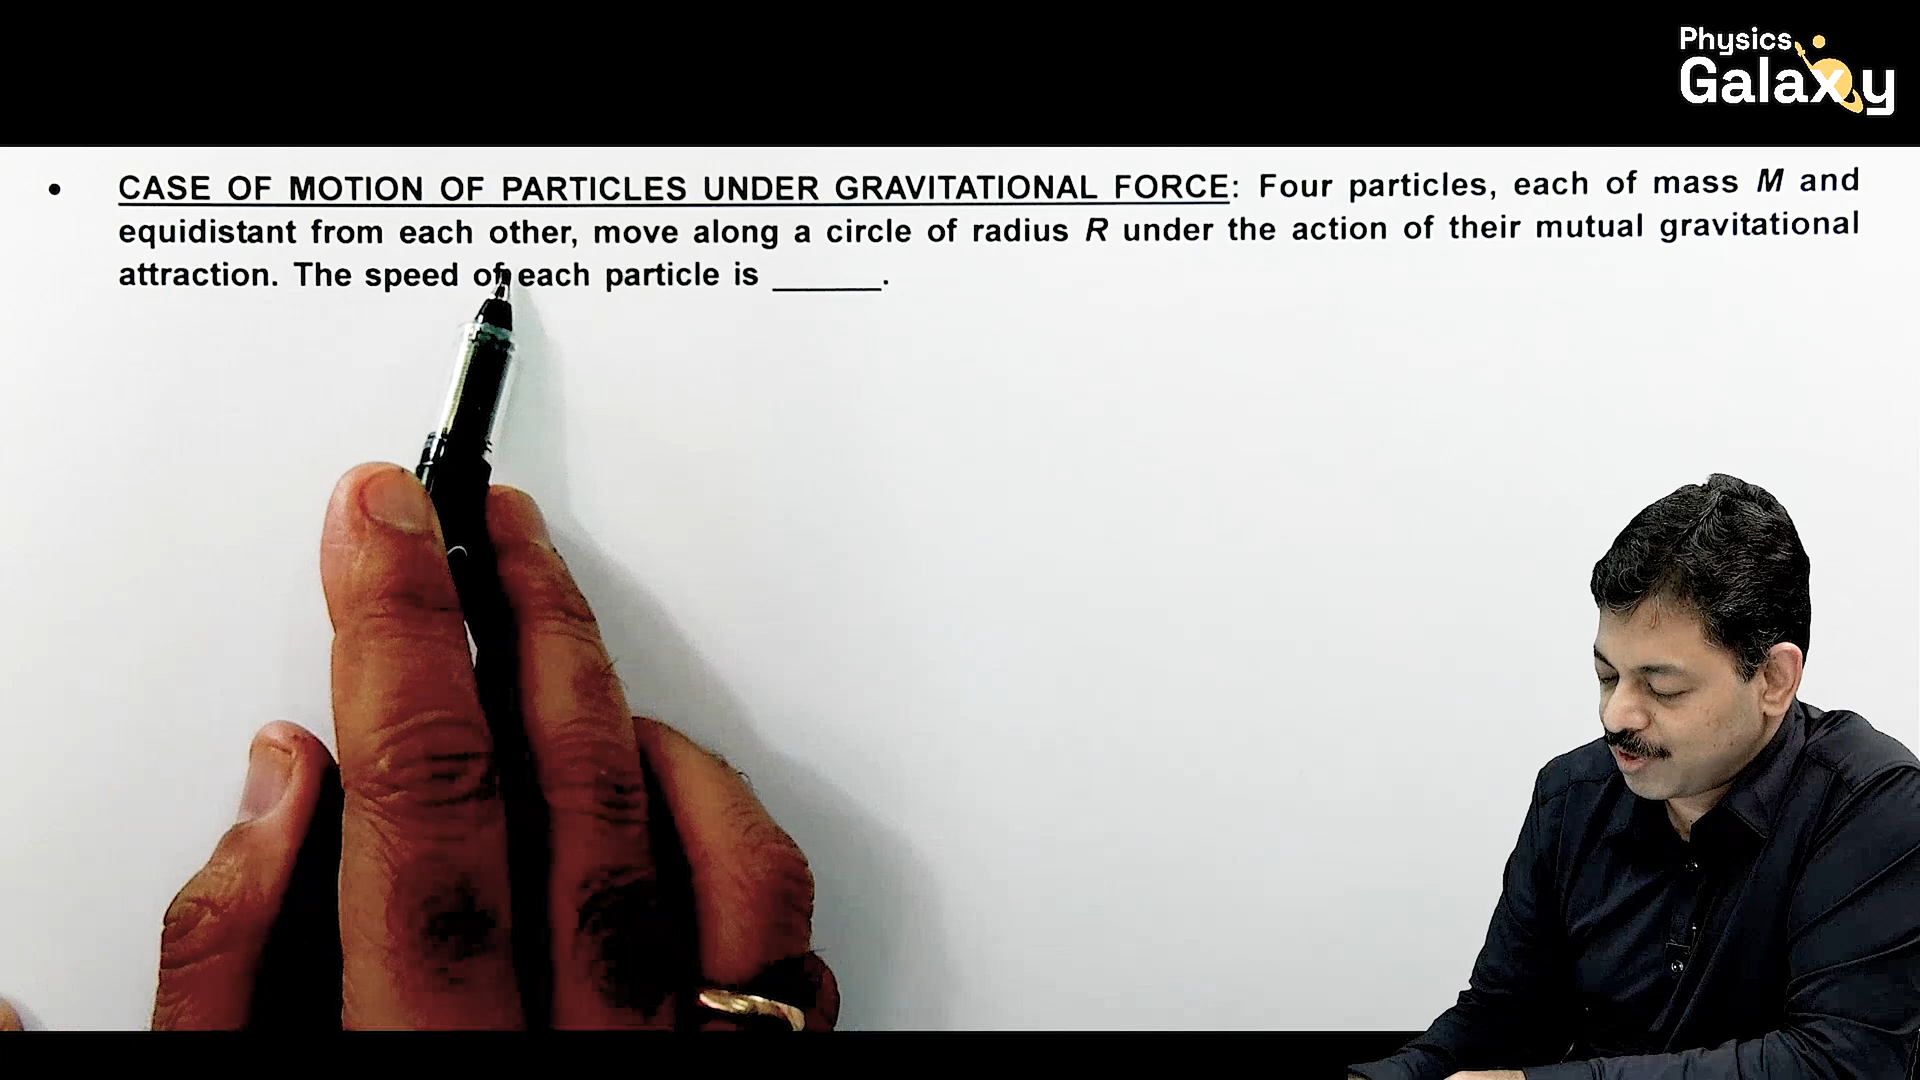 Physics
Galaxy
• CASE OF MOTION OF PARTICLES UNDER GRAVITATIONAL FORCE: Four particles, each of mass M and
equidistant from each other, move along a circle of radius R under the action of their mutual gravitational
attraction. The speed of each particle is ______.